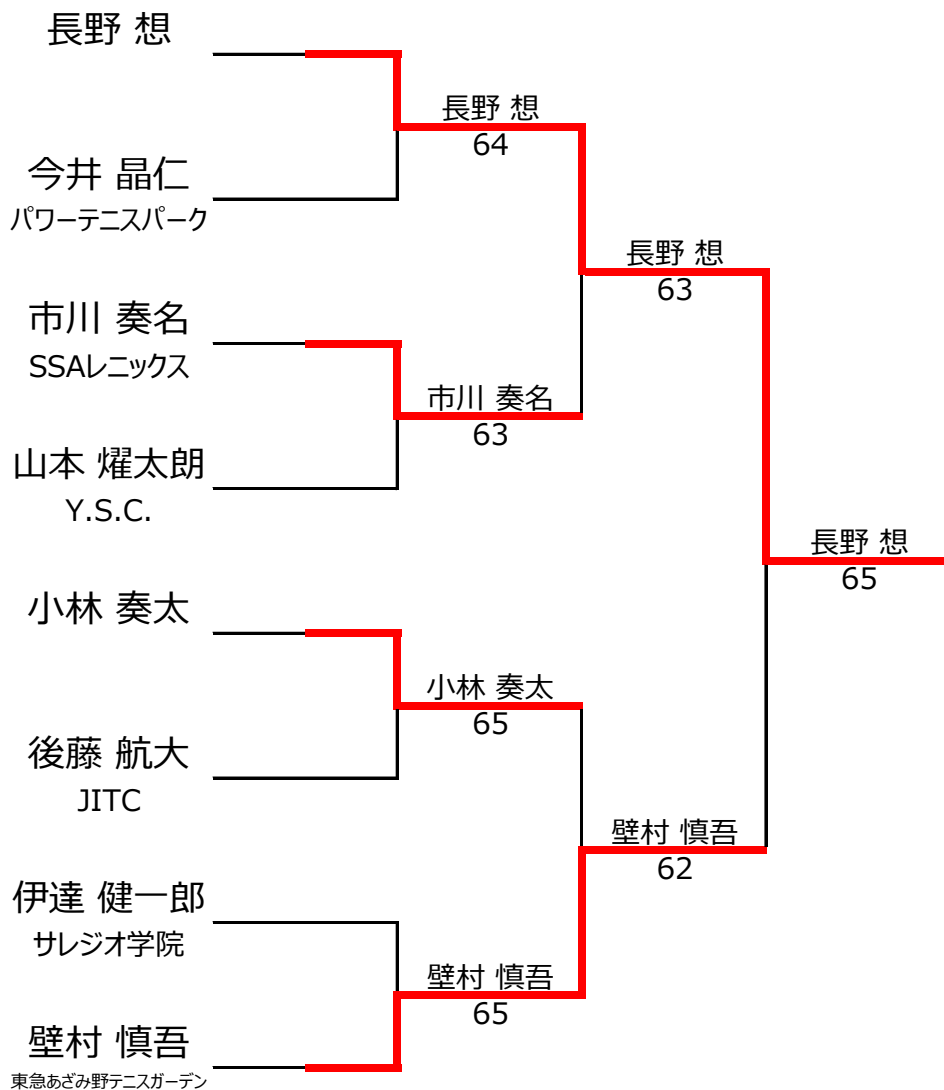 長野 想
今井 晶仁
パワーテニスパーク
市川 奏名
SSAレニックス
山本 燿太朗
Y.S.C.
小林 奏太
後藤 航大
JITC
伊達 健一郎
サレジオ学院
壁村 慎吾
東急あざみ野テニスガーデン
長野 想
64
市川 奏名
63
小林 奏太
65
壁村 慎吾
65
長野 想
63
壁村 慎吾
62
長野 想
65